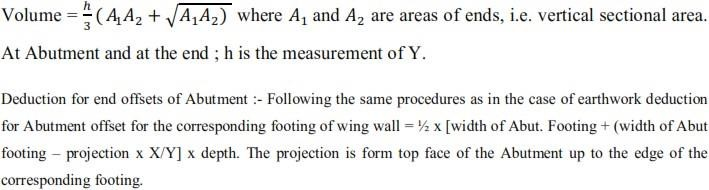 Volume = h/3 ( A₁A₂ + √(A₁A₂) ) where A₁ and A₂ are areas of ends, i.e. vertical sectional area.
At Abutment and at the end ; h is the measurement of Y.
Deduction for end offsets of Abutment :- Following the same procedures as in the case of earthwork deduction
for Abutment offset for the corresponding footing of wing wall = ½ x [width of Abut. Footing + (width of Abut
footing – projection x X/Y] x depth. The projection is form top face of the Abutment up to the edge of the
corresponding footing.